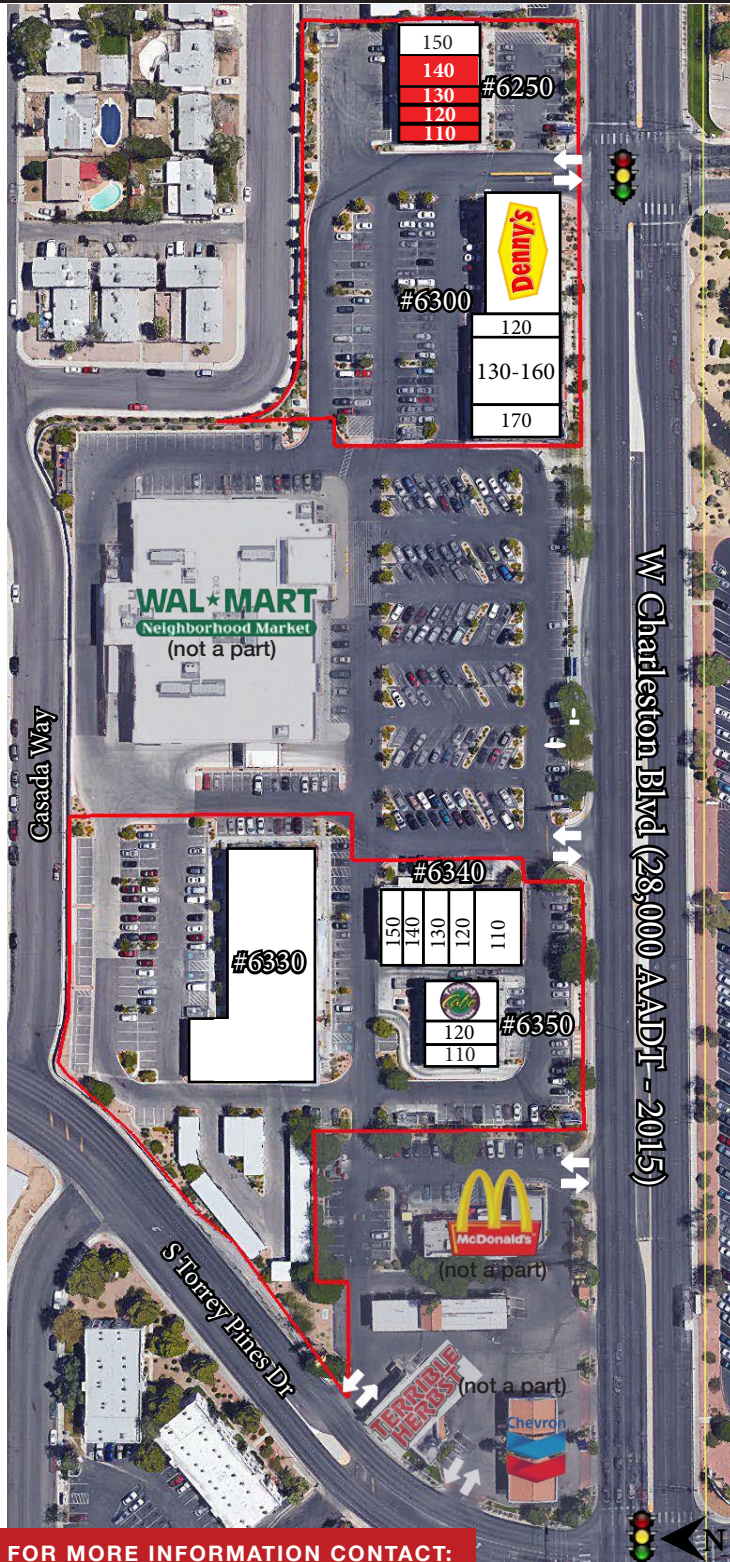 150
140
130
120
110
#6250
Denny's
#6300
120
130-160
170
W Charleston Blvd (28,000 AADT - 2015)
6310
WAL★MART
Neighborhood Market
(not a part)
Casada Way
#6340
150
140
130
120
110
#6330
Cafe
120
110
#6350
McDonald's
(not a part)
S Torrey Pines Dr
TERRIBLE
HERBST
(not a part)
Chevron
N
FOR MORE INFORMATION CONTACT: